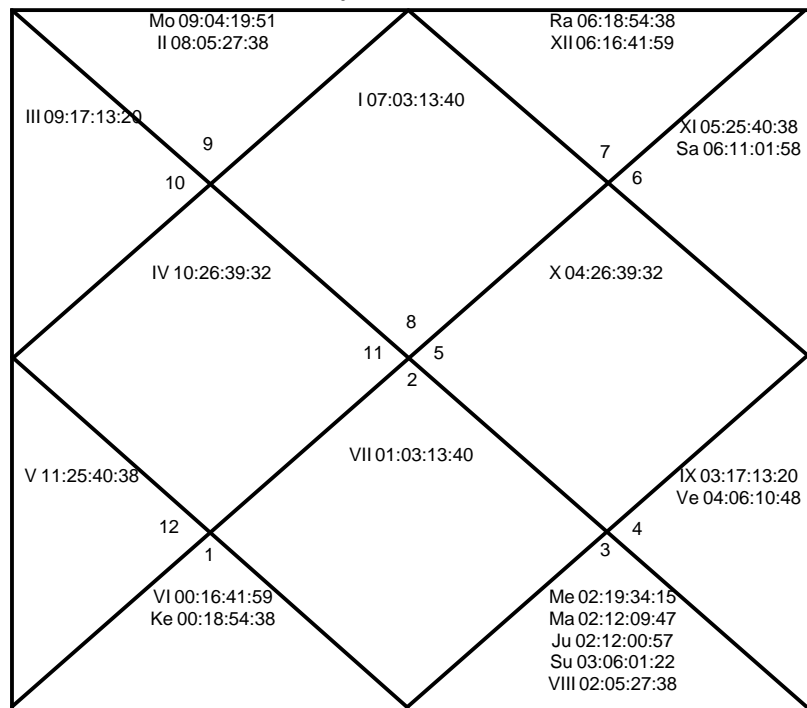 Mo 09:04:19:51
II 08:05:27:38
Ra 06:18:54:38
XII 06:16:41:59
I 07:03:13:40
III 09:17:13:20
XI 05:25:40:38
Sa 06:11:01:58
9
7
10
6
IV 10:26:39:32
X 04:26:39:32
8
11
5
2
VII 01:03:13:40
V 11:25:40:38
IX 03:17:13:20
Ve 04:06:10:48
12
4
1
3
VI 00:16:41:59
Ke 00:18:54:38
Me 02:19:34:15
Ma 02:12:09:47
Ju 02:12:00:57
Su 03:06:01:22
VIII 02:05:27:38